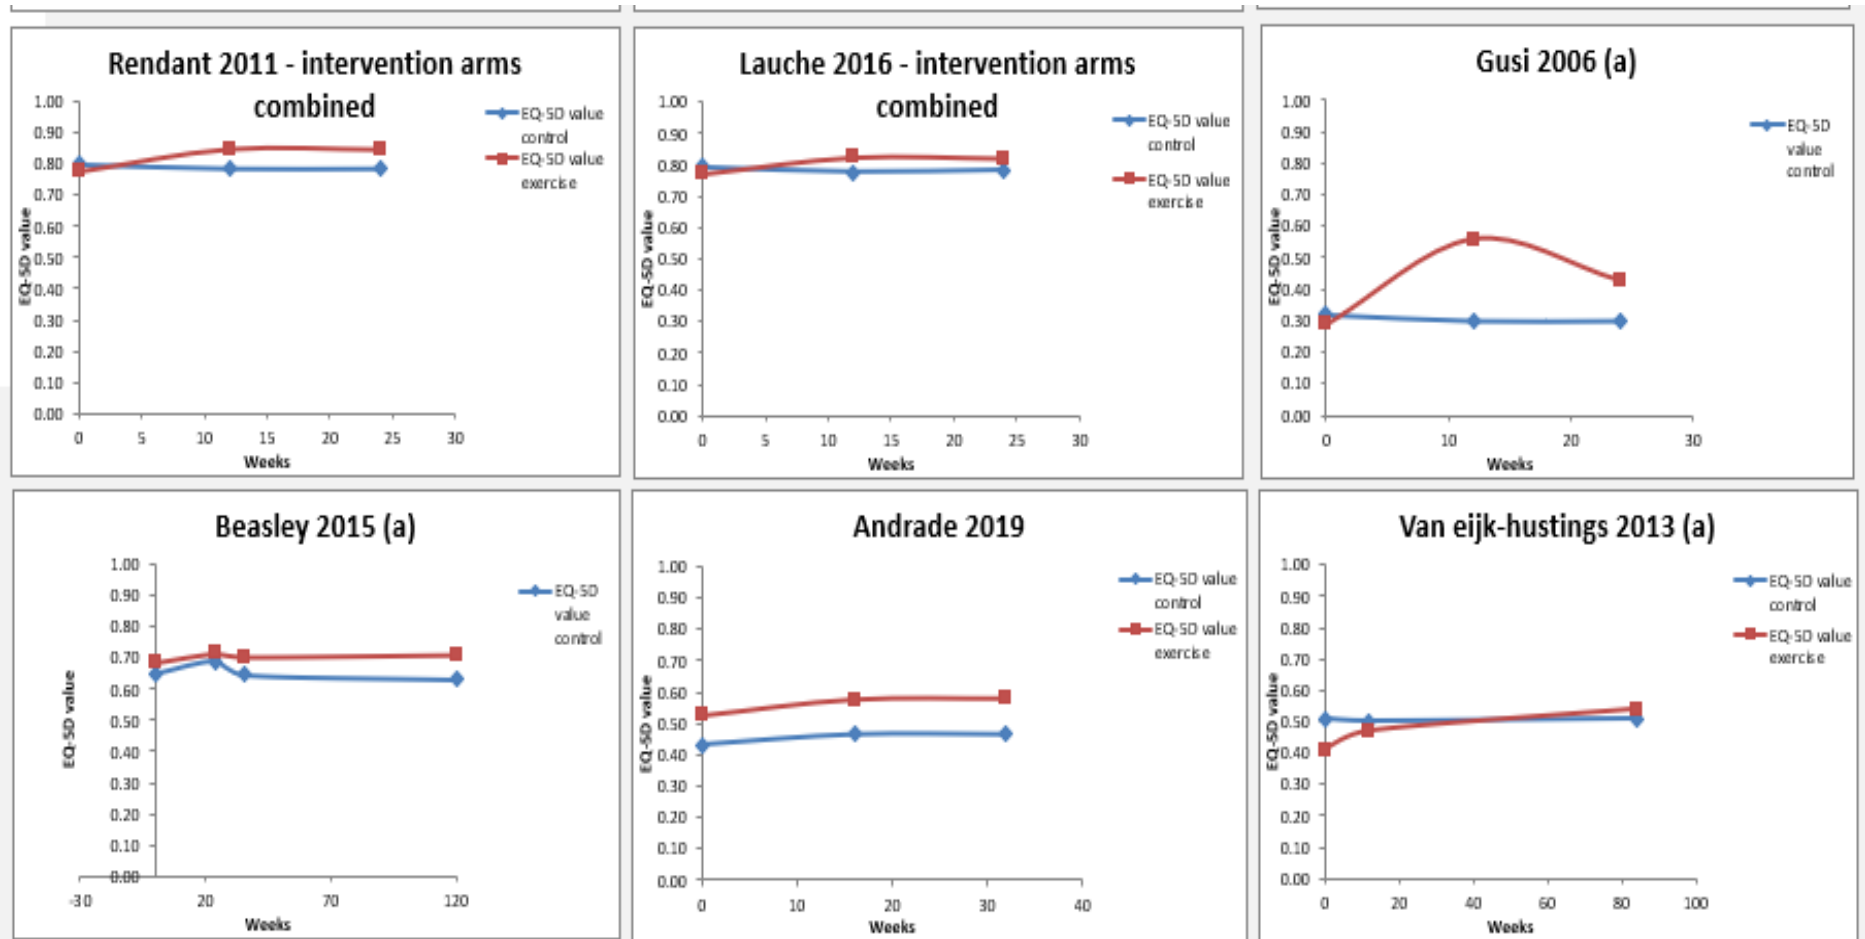 Rendant 2011 - intervention arms
combined
EQ-5D value
control
EQ-5D value
exercise
1.00
0.90
0.80
0.70
0.60
0.50
0.40
0.30
0.20
0.10
0.00
EQ-5D value
0 5 10 15 20 25 30
Weeks
Lauche 2016 - intervention arms
combined
EQ-5D value
control
EQ-5D value
exercise
1.00
0.90
0.80
0.70
0.60
0.50
0.40
0.30
0.20
0.10
0.00
EQ-5D value
0 5 10 15 20 25 30
Weeks
Gusi 2006 (a)
EQ-5D
value
control
1.00
0.90
0.80
0.70
0.60
0.50
0.40
0.30
0.20
0.10
0.00
EQ-5D value
0 10 20 30
Weeks
Beasley 2015 (a)
EQ-5D
value
control
1.00
0.90
0.80
0.70
0.60
0.50
0.40
0.30
0.20
0.10
0.00
EQ-5D value
-30 20 70 120
Weeks
Andrade 2019
EQ-5D value
control
EQ-5D value
exercise
1.00
0.90
0.80
0.70
0.60
0.50
0.40
0.30
0.20
0.10
0.00
EQ-5D value
0 10 20 30 40
Weeks
Van eijk-hustings 2013 (a)
EQ-5D value
control
EQ-5D value
exercise
1.00
0.90
0.80
0.70
0.60
0.50
0.40
0.30
0.20
0.10
0.00
EQ-5D value
0 20 40 60 80 100
Weeks